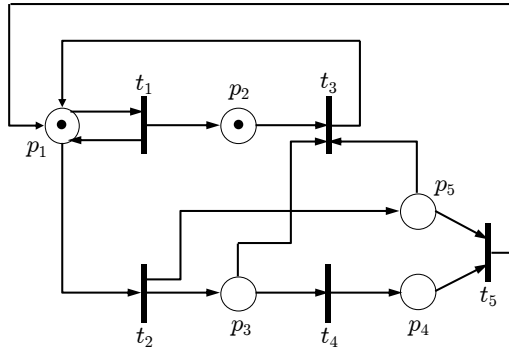 t₁
p₂
t₃
p₁
p₅
t₂
p₃
t₄
p₄
t₅